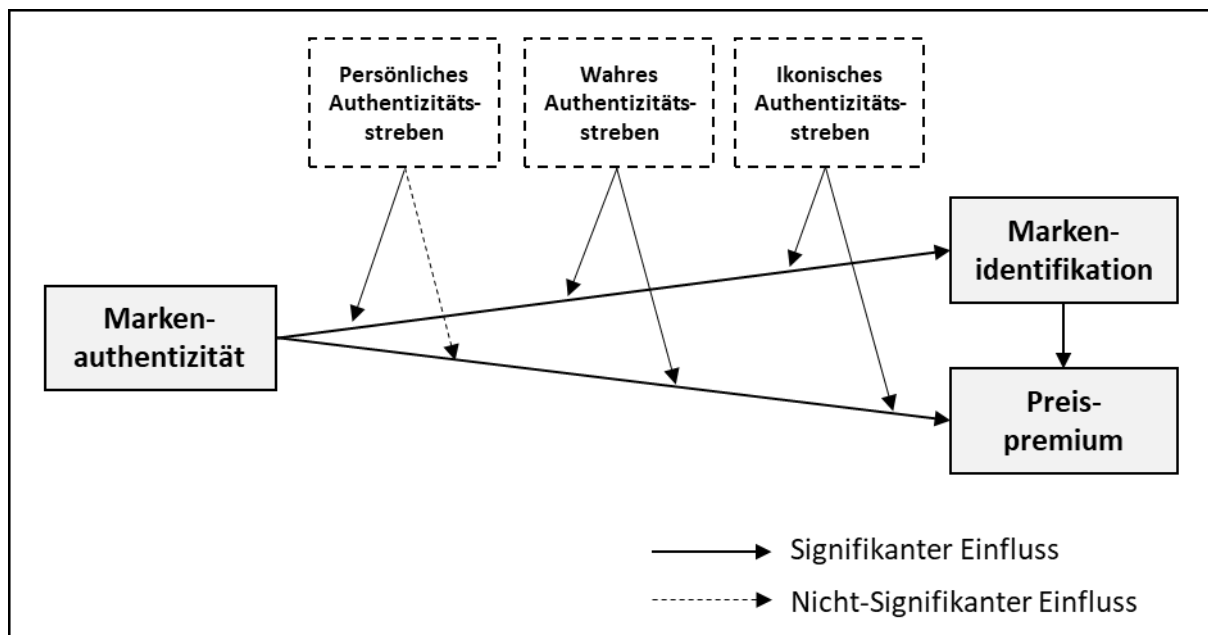 Persönliches
Authentizitäts-
streben
Wahres
Authentizitäts-
streben
Ikonisches
Authentizitäts-
streben
Marken-
identifikation
Marken-
authentizität
Preis-
premium
Signifikanter Einfluss
Nicht-Signifikanter Einfluss